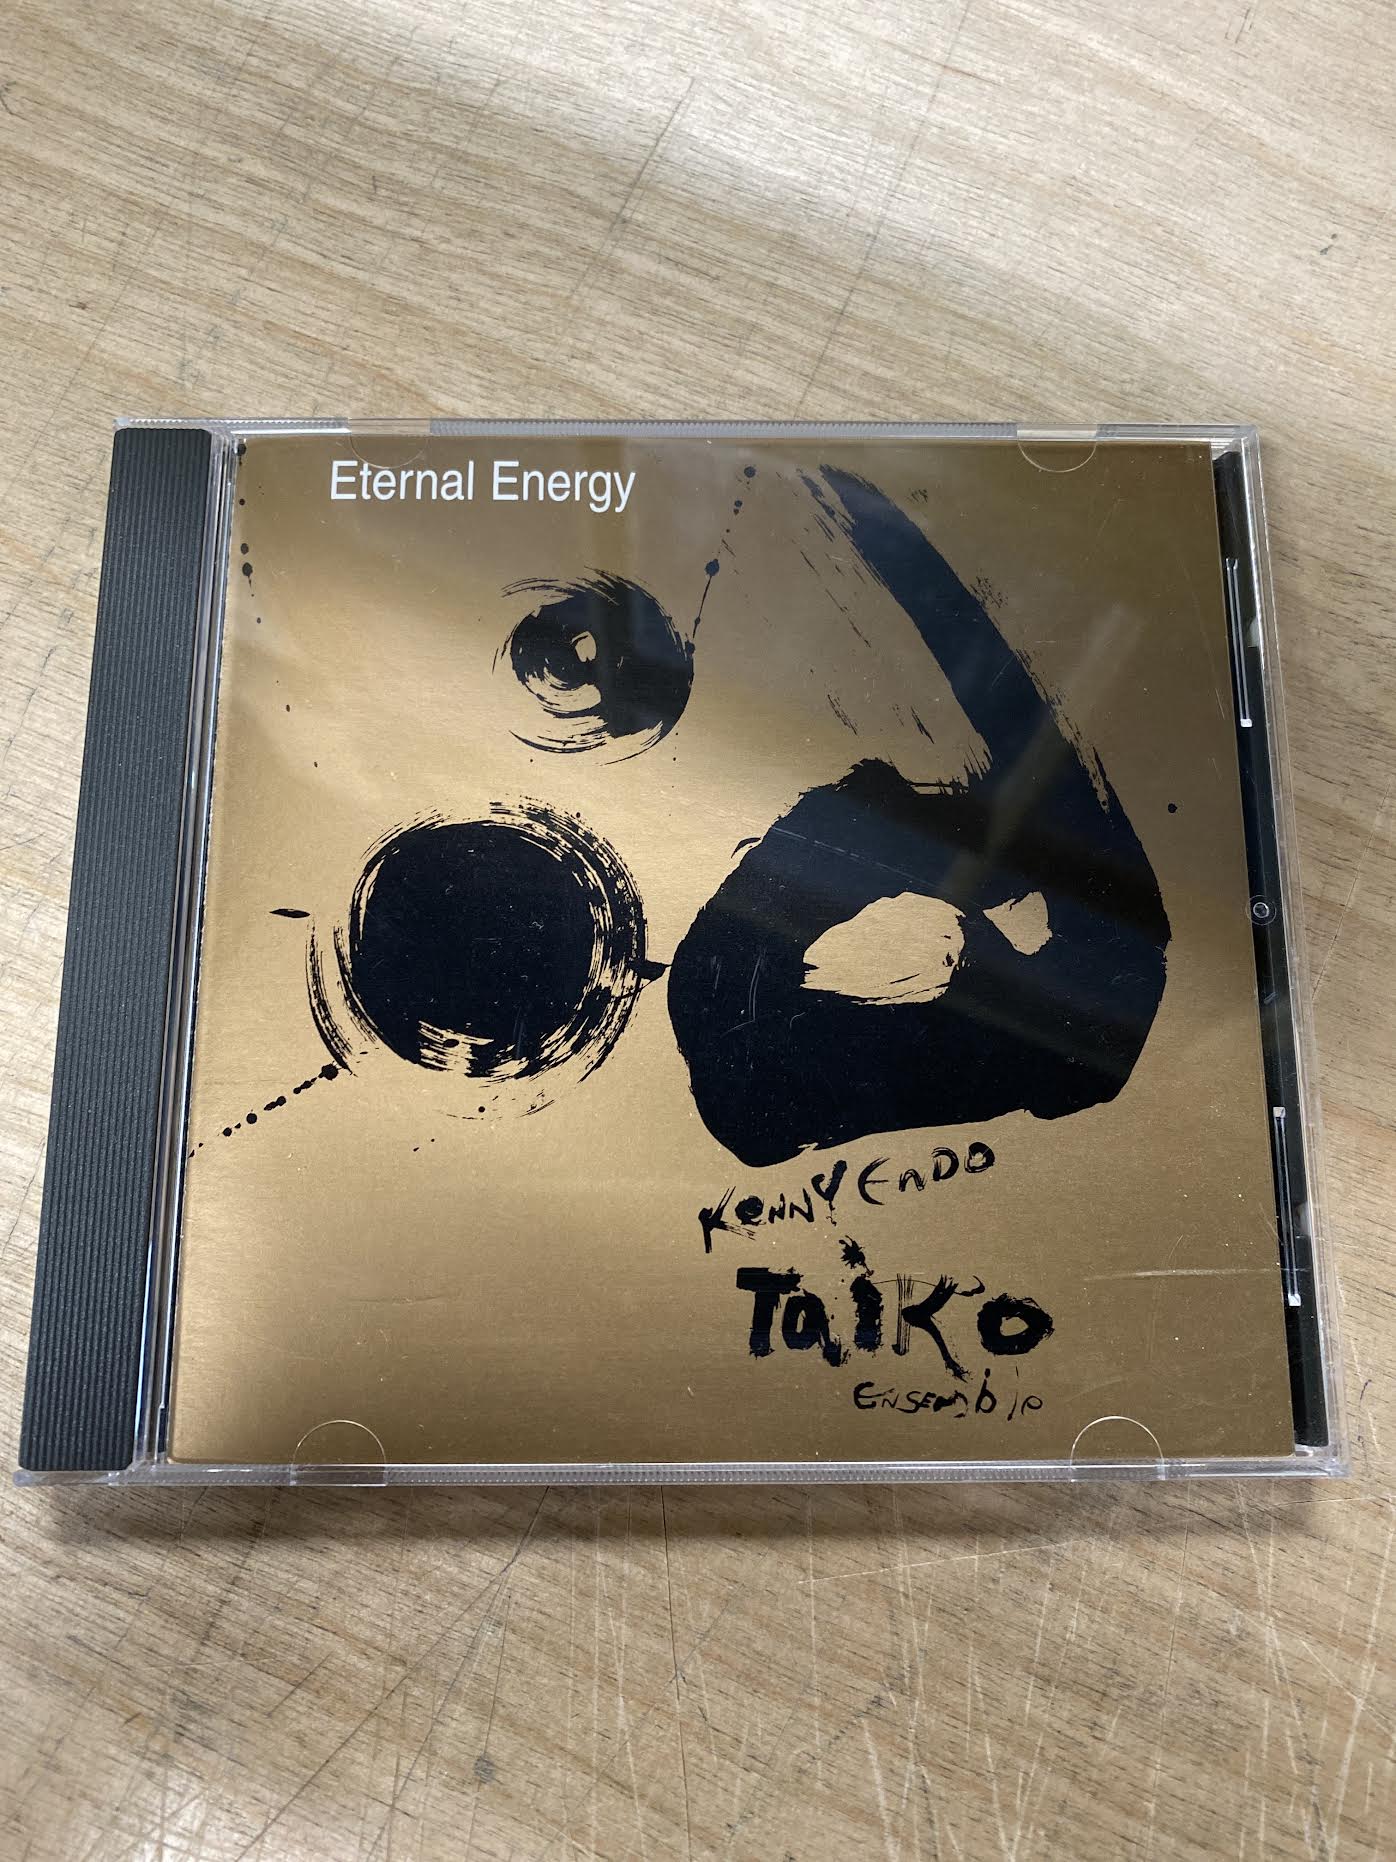 Eternal Energy
Kenny Endo
Taiko
Ensemble